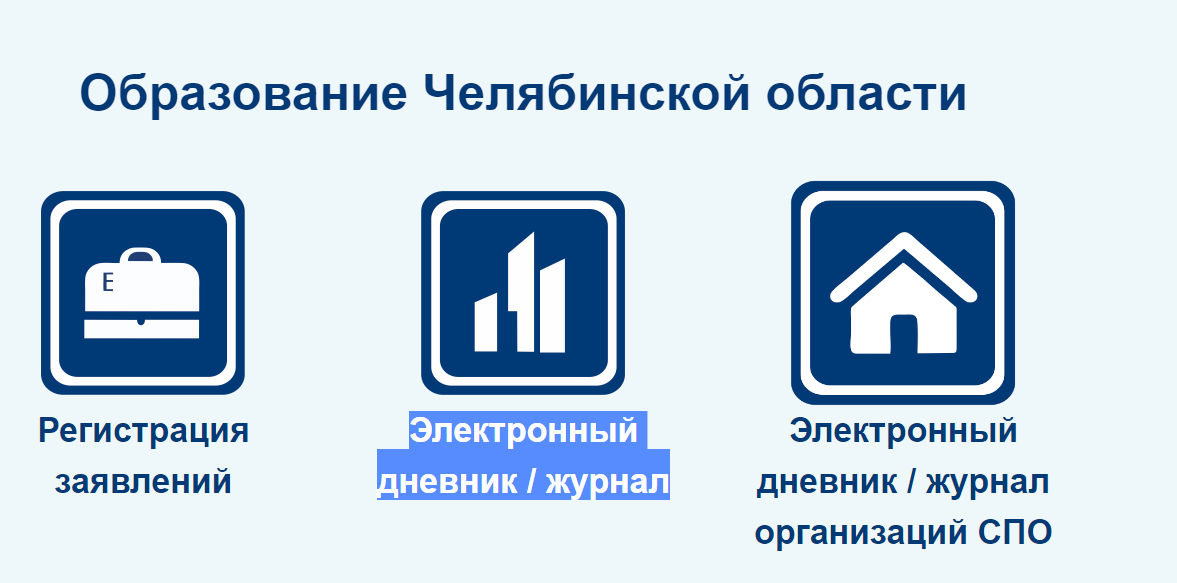 Образование Челябинской области
E
Регистрация
заявлений
Электронный
дневник / журнал
Электронный
дневник / журнал
организаций СПО